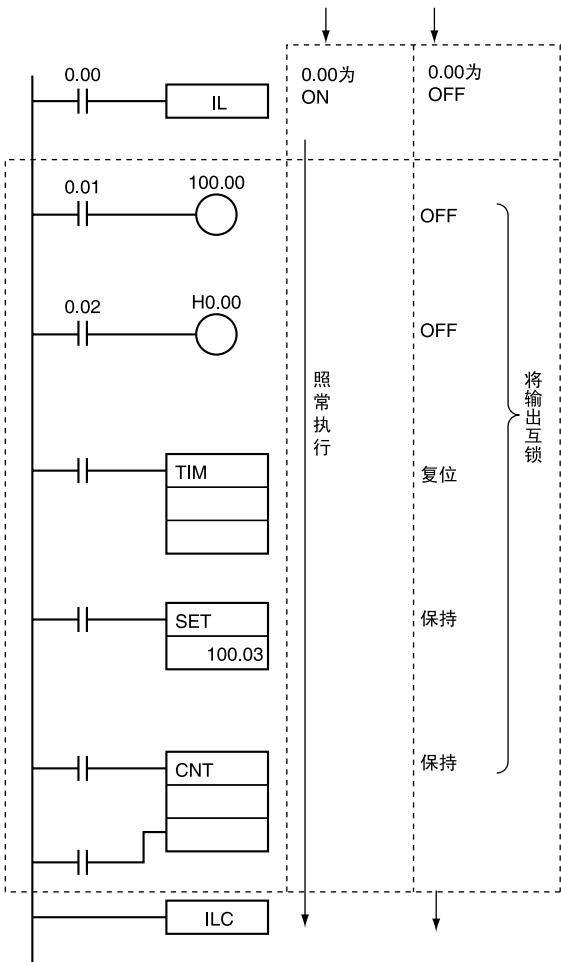 0.00
IL
0.00为
ON
0.00为
OFF
0.01
100.00
OFF
0.02
H0.00
OFF
照常执行
将输出互锁
TIM
复位
SET
100.03
保持
CNT
保持
ILC